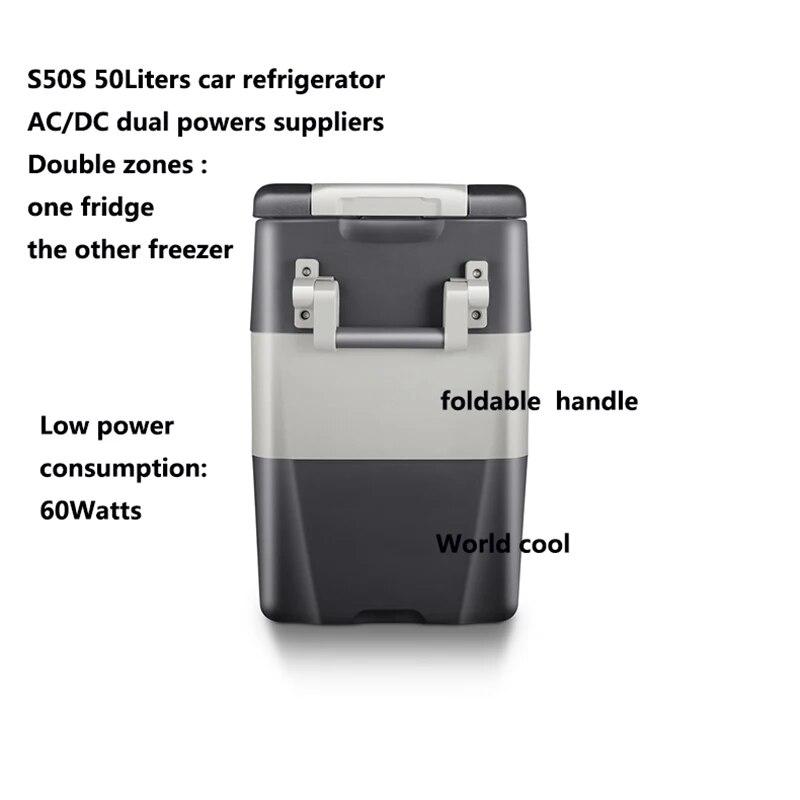 S50S 50Liters car refrigerator
AC/DC dual powers suppliers
Double zones :
one fridge
the other freezer
foldable handle
Low power
consumption:
60Watts
World cool